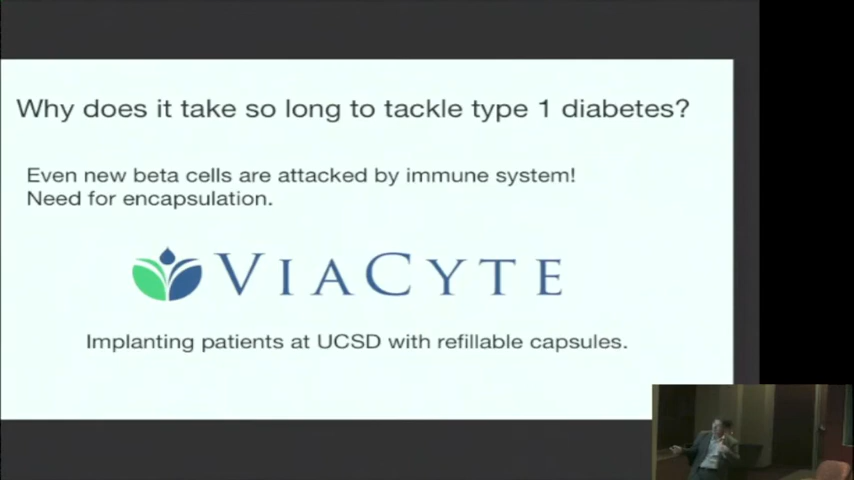 Why does it take so long to tackle type 1 diabetes?
Even new beta cells are attacked by immune system!
Need for encapsulation.
VIACYTE
Implanting patients at UCSD with refillable capsules.